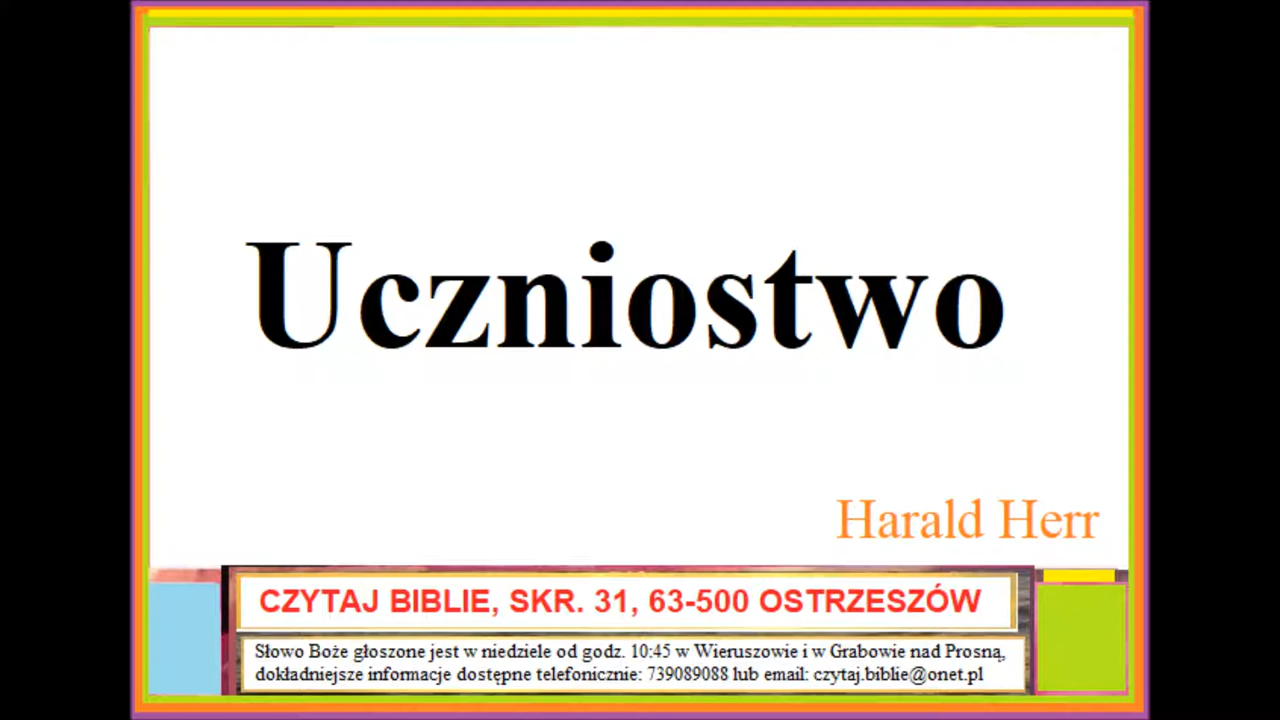 Uczniostwo
Harald Herr
CZYTAJ BIBLIE, SKR. 31, 63-500 OSTRZESZÓW
Słowo Boże głoszone jest w niedziele od godz. 10:45 w Wieruszowie i w Grabowie nad Prosną,
dokładniejsze informacje dostępne telefonicznie: 739089088 lub email: czytaj.biblie@onet.pl